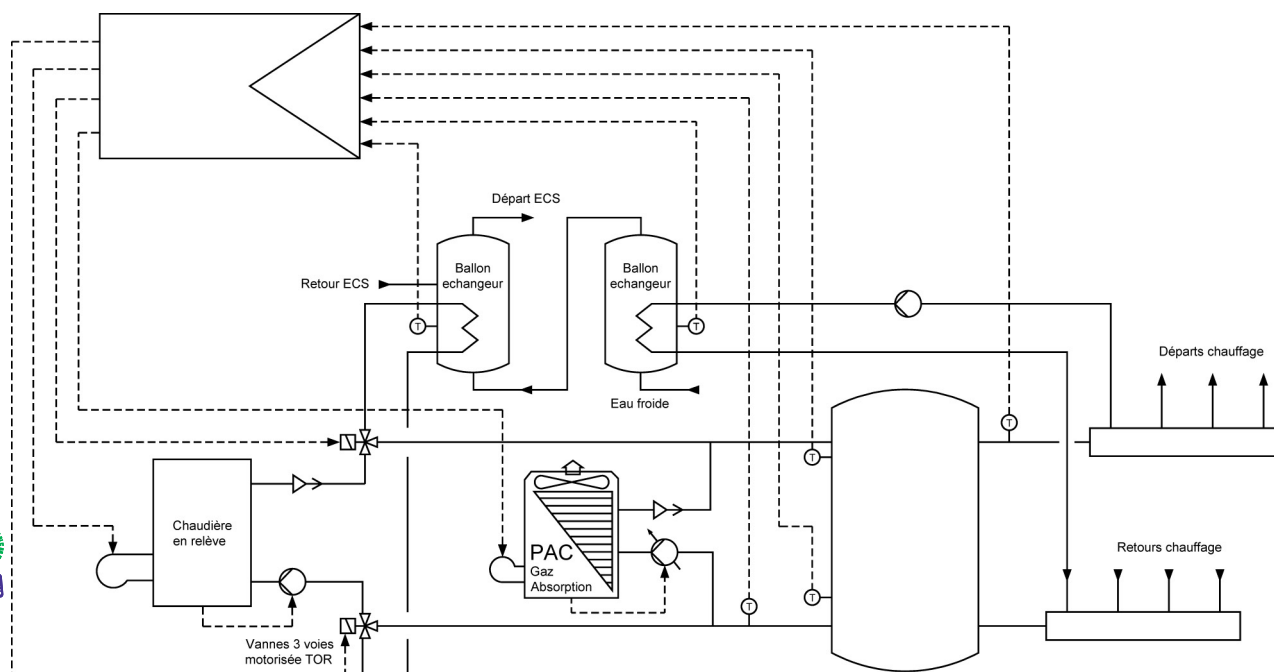 Départ ECS
Ballon
echangeur
Ballon
echangeur
Retour ECS
T
T
Départs chauffage
Eau froide
T
T
Chaudière
en relève
PAC
Gaz
Absorption
Retours chauffage
T
T
Vannes 3 voies
motorisée TOR